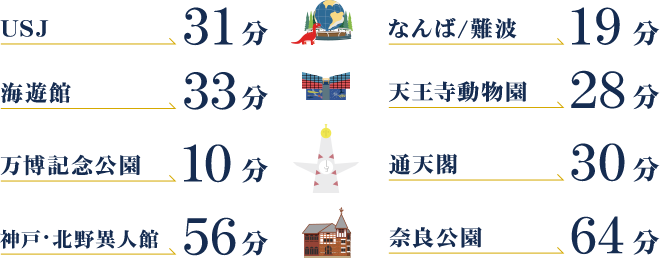 USJ 31分
なんば/難波 19分
海遊館 33分
天王寺動物園 28分
万博記念公園 10分
通天閣 30分
神戸・北野異人館 56分
奈良公園 64分